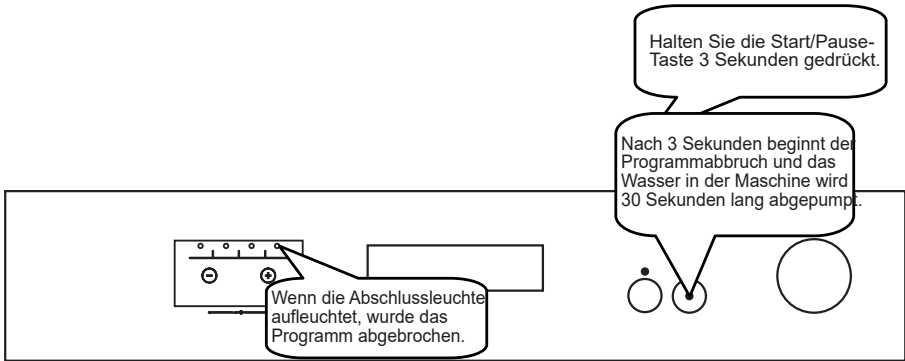 Halten Sie die Start/Pause-
Taste 3 Sekunden gedrückt.
Nach 3 Sekunden beginnt der
Programmabbruch und das
Wasser in der Maschine wird
30 Sekunden lang abgepumpt.
Wenn die Abschlussleuchte
aufleuchtet, wurde das
Programm abgebrochen.